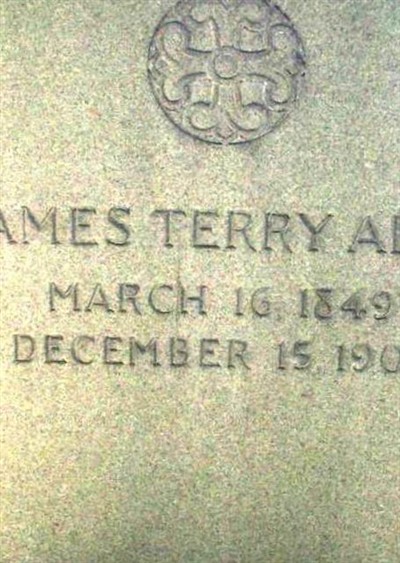 AMES TERRY A
MARCH 16, 1849
DECEMBER 15, 190